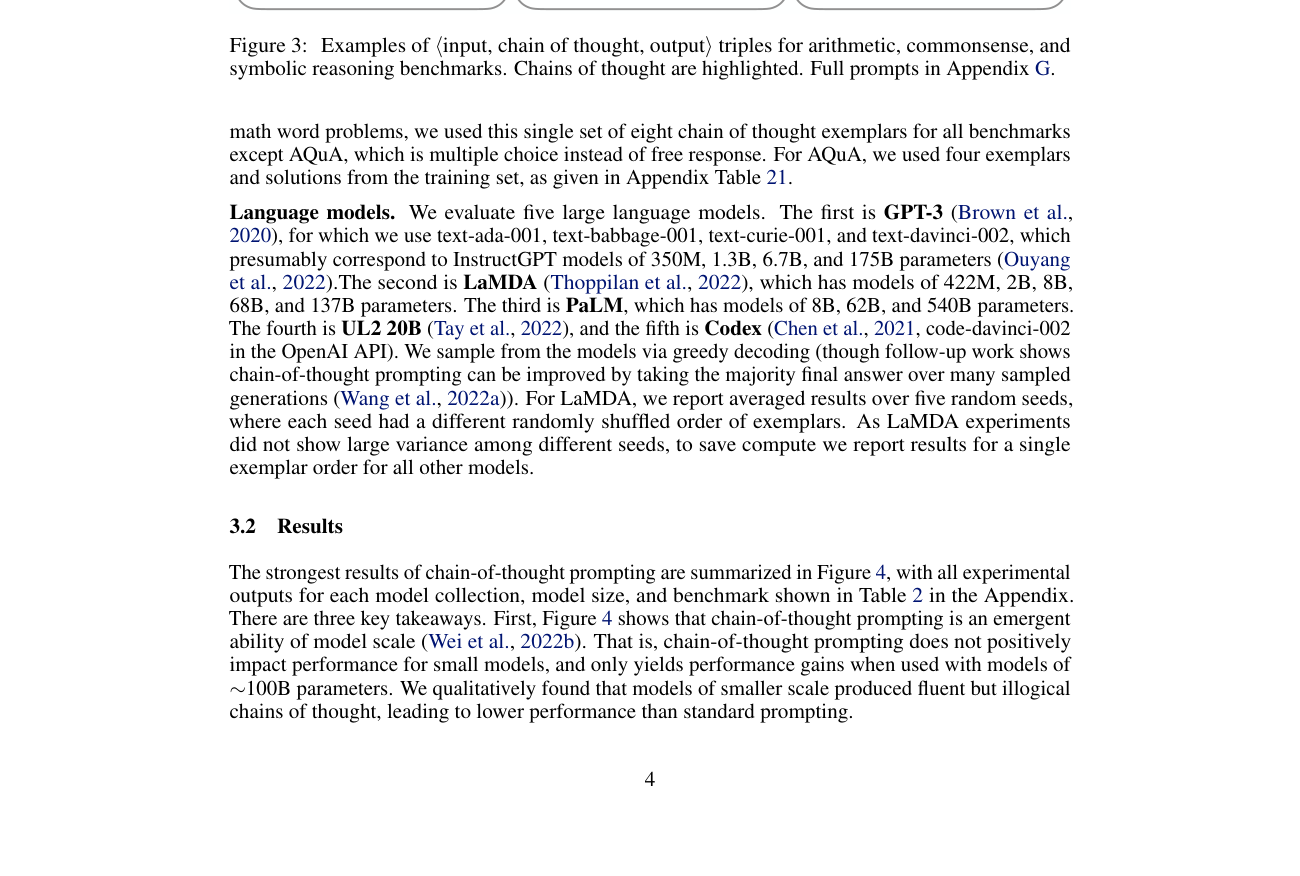 Figure 3: Examples of ⟨input, chain of thought, output⟩ triples for arithmetic, commonsense, and
symbolic reasoning benchmarks. Chains of thought are highlighted. Full prompts in Appendix G.
math word problems, we used this single set of eight chain of thought exemplars for all benchmarks
except AQuA, which is multiple choice instead of free response. For AQuA, we used four exemplars
and solutions from the training set, as given in Appendix Table 21.
Language models. We evaluate five large language models. The first is GPT-3 (Brown et al.,
2020), for which we use text-ada-001, text-babbage-001, text-curie-001, and text-davinci-002, which
presumably correspond to InstructGPT models of 350M, 1.3B, 6.7B, and 175B parameters (Ouyang
et al., 2022).The second is LaMDA (Thoppilan et al., 2022), which has models of 422M, 2B, 8B,
68B, and 137B parameters. The third is PaLM, which has models of 8B, 62B, and 540B parameters.
The fourth is UL2 20B (Tay et al., 2022), and the fifth is Codex (Chen et al., 2021, code-davinci-002
in the OpenAI API). We sample from the models via greedy decoding (though follow-up work shows
chain-of-thought prompting can be improved by taking the majority final answer over many sampled
generations (Wang et al., 2022a)). For LaMDA, we report averaged results over five random seeds,
where each seed had a different randomly shuffled order of exemplars. As LaMDA experiments
did not show large variance among different seeds, to save compute we report results for a single
exemplar order for all other models.
3.2 Results
The strongest results of chain-of-thought prompting are summarized in Figure 4, with all experimental
outputs for each model collection, model size, and benchmark shown in Table 2 in the Appendix.
There are three key takeaways. First, Figure 4 shows that chain-of-thought prompting is an emergent
ability of model scale (Wei et al., 2022b). That is, chain-of-thought prompting does not positively
impact performance for small models, and only yields performance gains when used with models of
∼100B parameters. We qualitatively found that models of smaller scale produced fluent but illogical
chains of thought, leading to lower performance than standard prompting.
4